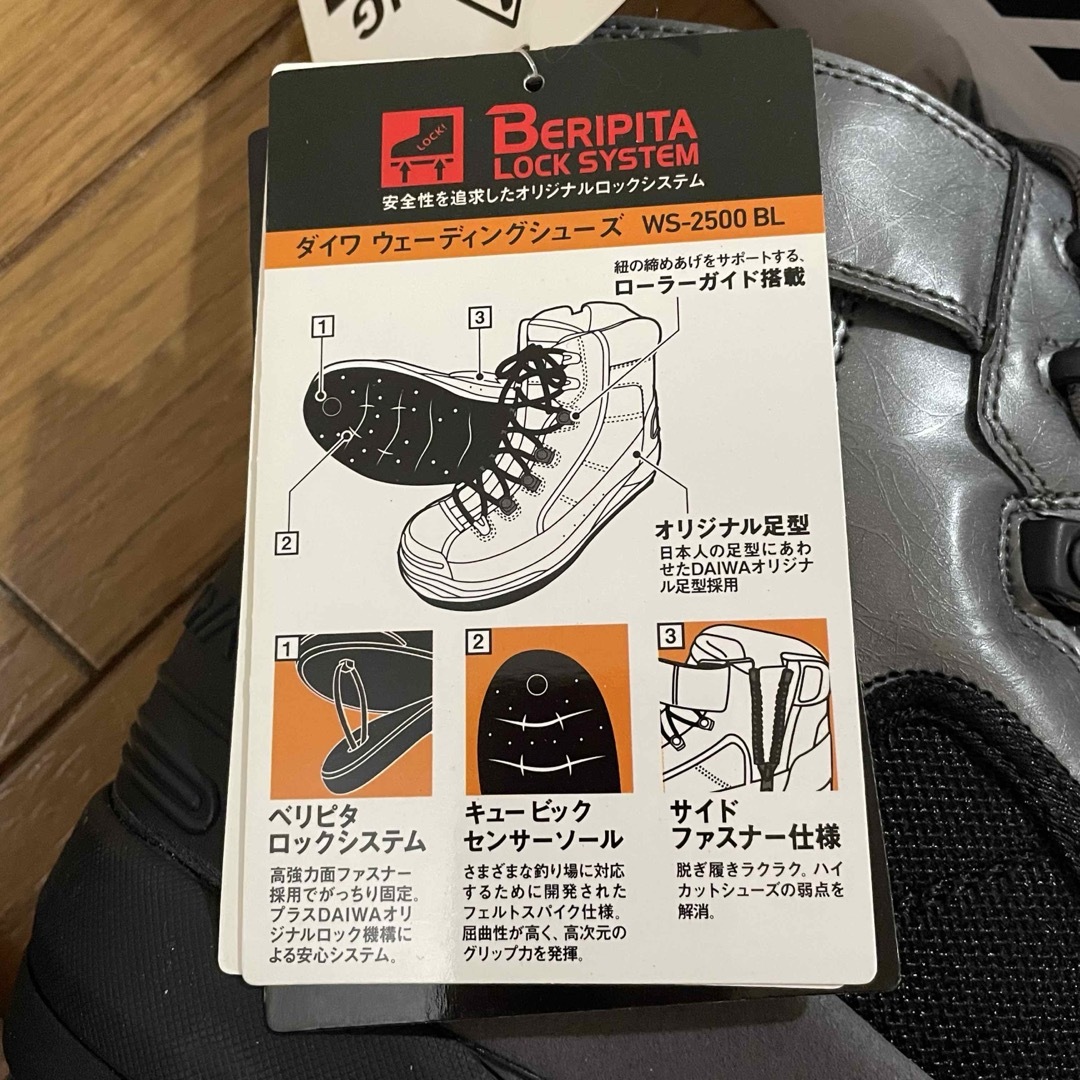 LOCK!
BERIPITA
LOCK SYSTEM
安全性を追求したオリジナルロックシステム
ダイワ ウェーディングシューズ WS-2500 BL
紐の締めあげをサポートする、
ローラーガイド搭載
1
3
2
オリジナル足型
日本人の足型にあわ
せたDAIWAオリジナ
ル足型採用
1
2
3
ベリピタ
ロックシステム
高強力面ファスナー
採用でがっちり固定。
プラスDAIWAオリ
ジナルロック機構に
よる安心システム。
キュービック
センサーソール
さまざまな釣り場に対応
するために開発された
フェルトスパイク仕様。
屈曲性が高く、高次元の
グリップ力を発揮。
サイド
ファスナー仕様
脱ぎ履きラクラク。ハイ
カットシューズの弱点を
解消。